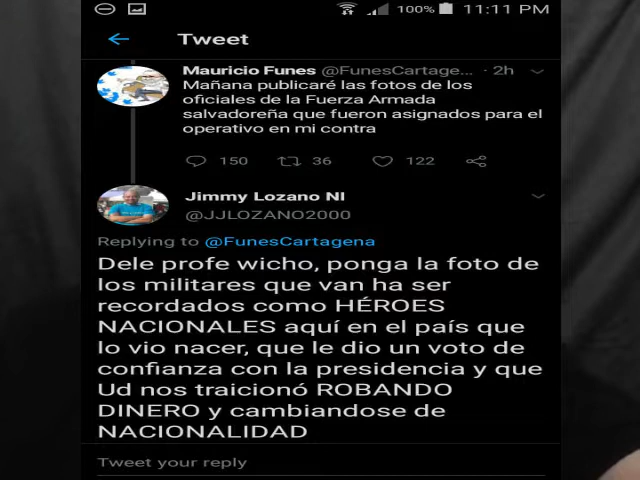 100% 11:11 PM
Tweet
Mauricio Funes @FunesCartage... · 2h
Mañana publicaré las fotos de los
oficiales de la Fuerza Armada
salvadoreña que fueron asignados para el
operativo en mi contra
150 36 122
Jimmy Lozano NI
@JJLOZANO2000
Replying to @FunesCartagena
Dele profe wicho, ponga la foto de
los militares que van ha ser
recordados como HÉROES
NACIONALES aquí en el país que
lo vio nacer, que le dio un voto de
confianza con la presidencia y que
Ud nos traicionó ROBANDO
DINERO y cambiandose de
NACIONALIDAD
Tweet your reply